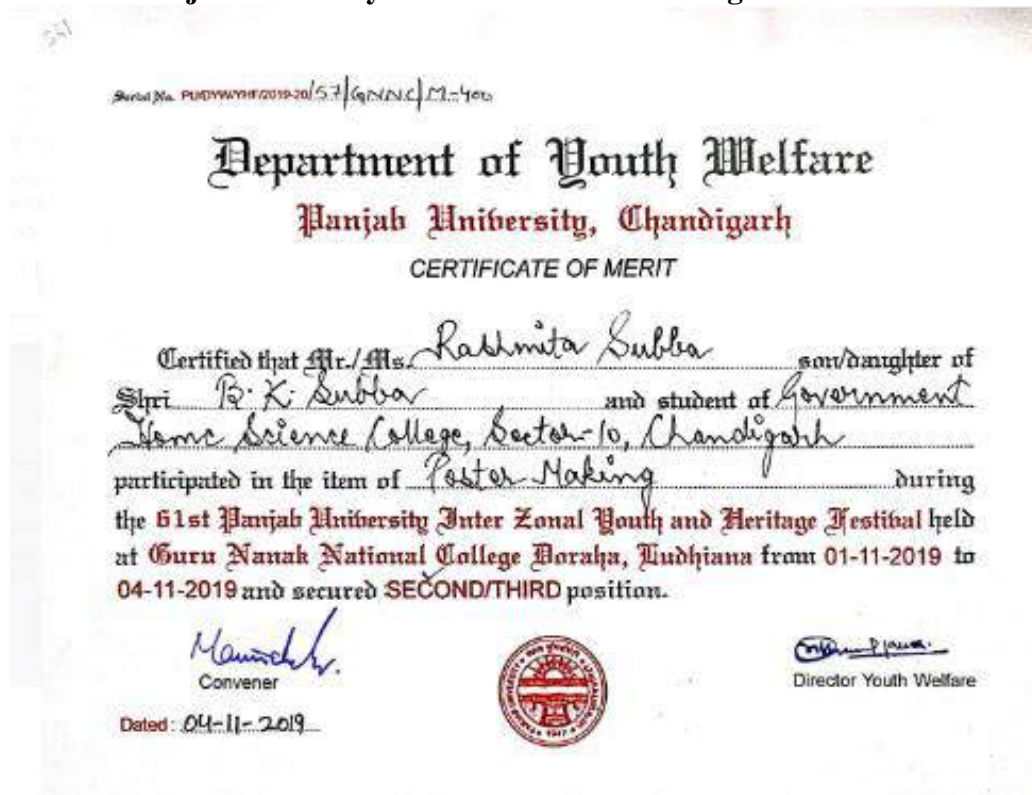 Serial No. PU/DYW/YHF/2019-20/57/GNNC/M-400
Department of Youth Welfare
Panjab University, Chandigarh
CERTIFICATE OF MERIT
Certified that Mr./Ms. Rashmita Subba son/daughter of
Shri B. K. Subba and student of Government
Home Science College, Sector-10, Chandigarh
participated in the item of Poster Making during
the 61st Panjab University Inter Zonal Youth and Heritage Festival held
at Guru Nanak National College Doraha, Ludhiana from 01-11-2019 to
04-11-2019 and secured SECOND/THIRD position.
Convener
Director Youth Welfare
Dated: 04-11-2019